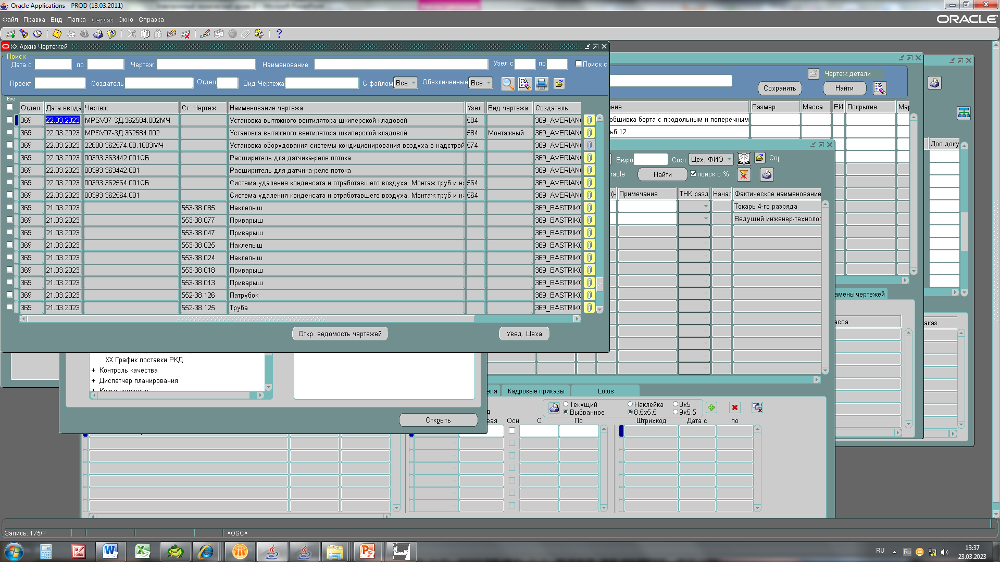 Oracle Applications - PROD (13.03.2011)
Файл Правка Вид Папка Сервис Окно Справка
ORACLE
XX Архив Чертежей
Поиск
Дата с по Чертеж Наименование Узел с по Поиск с
Проект Создатель Отдел Вид Чертежа С файлом Все Обезличенные Все
Все
Отдел Дата ввода Чертеж Ст. Чертеж Наименование чертежа Узел Вид чертежа Создатель
369 22.03.2023 MPSV07-3Д.362584.002МЧ Установка вытяжного вентилятора шкиперской кладовой 584 369_AVERIANC
369 22.03.2023 MPSV07-3Д.362584.002 Установка вытяжного вентилятора шкиперской кладовой 584 Монтажный 369_AVERIANC
369 22.03.2023 22800.362574.00.1003МЧ Установка оборудования системы кондиционирования воздуха в надстрой 574 369_AVERIANC
369 22.03.2023 00393.363442.001СБ Расширитель для датчика-реле потока 369_AVERIANC
369 22.03.2023 00393.363442.001 Расширитель для датчика-реле потока 369_AVERIANC
369 22.03.2023 00393.362564.001СБ Система удаления конденсата и отработавшего воздуха. Монтаж труб и на 564 369_AVERIANC
369 22.03.2023 00393.362564.001 Система удаления конденсата и отработавшего воздуха. Монтаж труб и на 564 369_AVERIANC
369 21.03.2023 553-38.085 Наклепыш 369_BASTRIKC
369 21.03.2023 553-38.077 Приварыш 369_BASTRIKC
369 21.03.2023 553-38.047 Приварыш 369_BASTRIKC
369 21.03.2023 553-38.025 Наклепыш 369_BASTRIKC
369 21.03.2023 553-38.024 Наклепыш 369_BASTRIKC
369 21.03.2023 553-38.018 Приварыш 369_BASTRIKC
369 21.03.2023 553-38.013 Приварыш 369_BASTRIKC
369 21.03.2023 552-38.126 Патрубок 369_BASTRIKC
369 21.03.2023 552-38.125 Труба 369_BASTRIKC
Откр. ведомость чертежей Увед. Цеха
Чертеж детали
Сохранить Найти
ание Размер Масса ЕИ Покрытие Мар
обшивка борта с продольным и поперечным
ьб 12
Доп.доку
Бюро Сорт. Цех, ФИО Спр
racle Найти поиск с %
Примечание ТНК разд Начал Фактическое наименование
Токарь 4-го разряда
Ведущий инженер-технолог
амены чертежей
асса
аказ
XX График поставки РКД
+ Контроль качества
+ Диспетчер планирования
+ Книга вопросов
Открыть
еля Кадровые приказы Lotus
Текущий Наклейка 8x5
Выбранное 8,5x5,5 9x5,5
вая Осн. С По Штрихкод Дата с по
Запись: 175/? <OSC>
RU Ru 13:37
23.03.2023